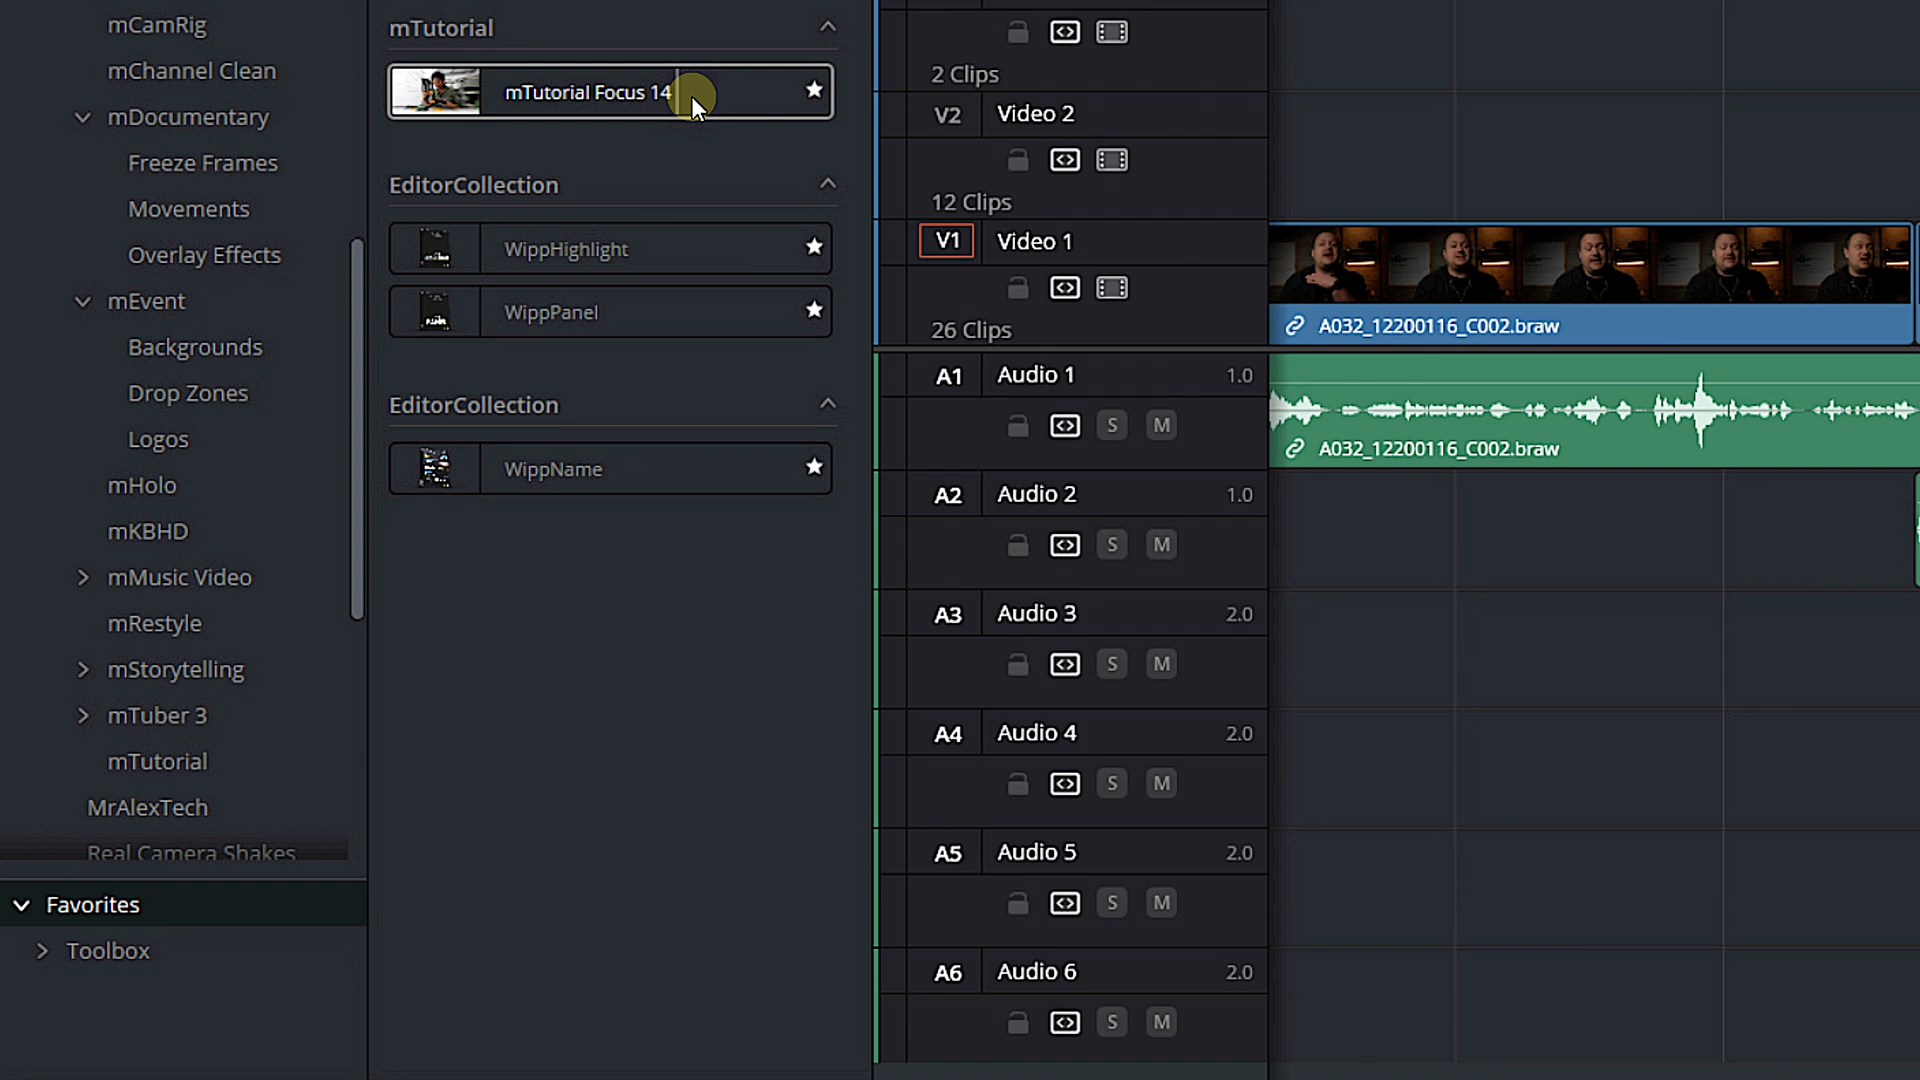 mCamRig
mChannel Clean
mDocumentary
Freeze Frames
Movements
Overlay Effects
mEvent
Backgrounds
Drop Zones
Logos
mHolo
mKBHD
mMusic Video
mRestyle
mStorytelling
mTuber 3
mTutorial
MrAlexTech
Real Camera Shakes
Favorites
Toolbox
mTutorial
mTutorial Focus 14
EditorCollection
WippHighlight
WippPanel
EditorCollection
WippName
2 Clips
V2 Video 2
12 Clips
V1 Video 1
26 Clips
A1 Audio 1 1.0
S M
A2 Audio 2 1.0
S M
A3 Audio 3 2.0
S M
A4 Audio 4 2.0
S M
A5 Audio 5 2.0
S M
A6 Audio 6 2.0
S M
A032_12200116_C002.braw
A032_12200116_C002.braw